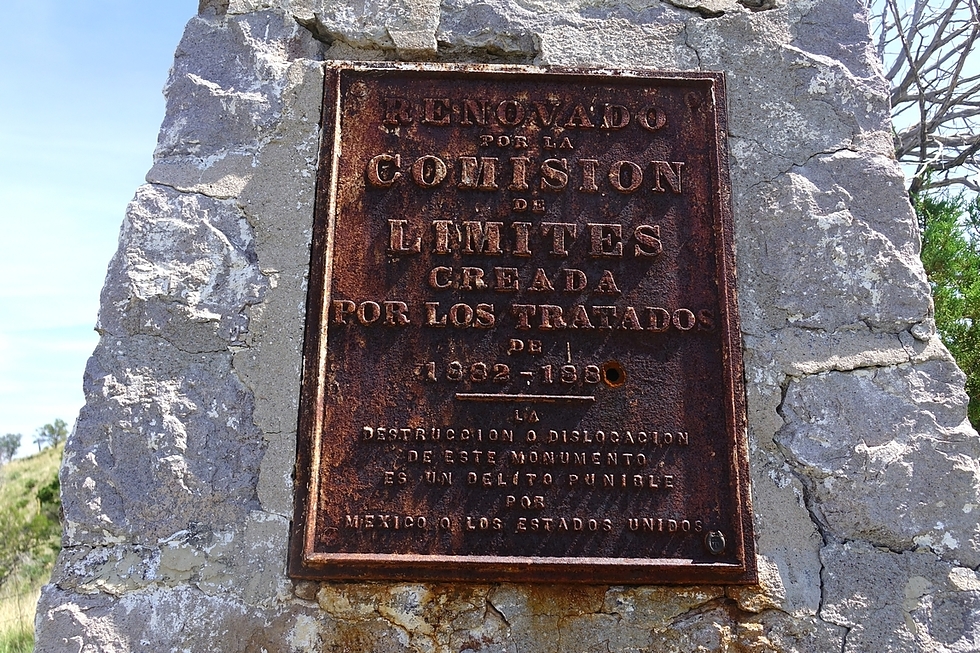 RENOVADO
POR LA
COMISION
DE
LIMITES
CREADA
POR LOS TRATADOS
DE
1882-188
LA
DESTRUCCION O DISLOCACION
DE ESTE MONUMENTO
ES UN DELITO PUNIBLE
POR
MEXICO O LOS ESTADOS UNIDOS